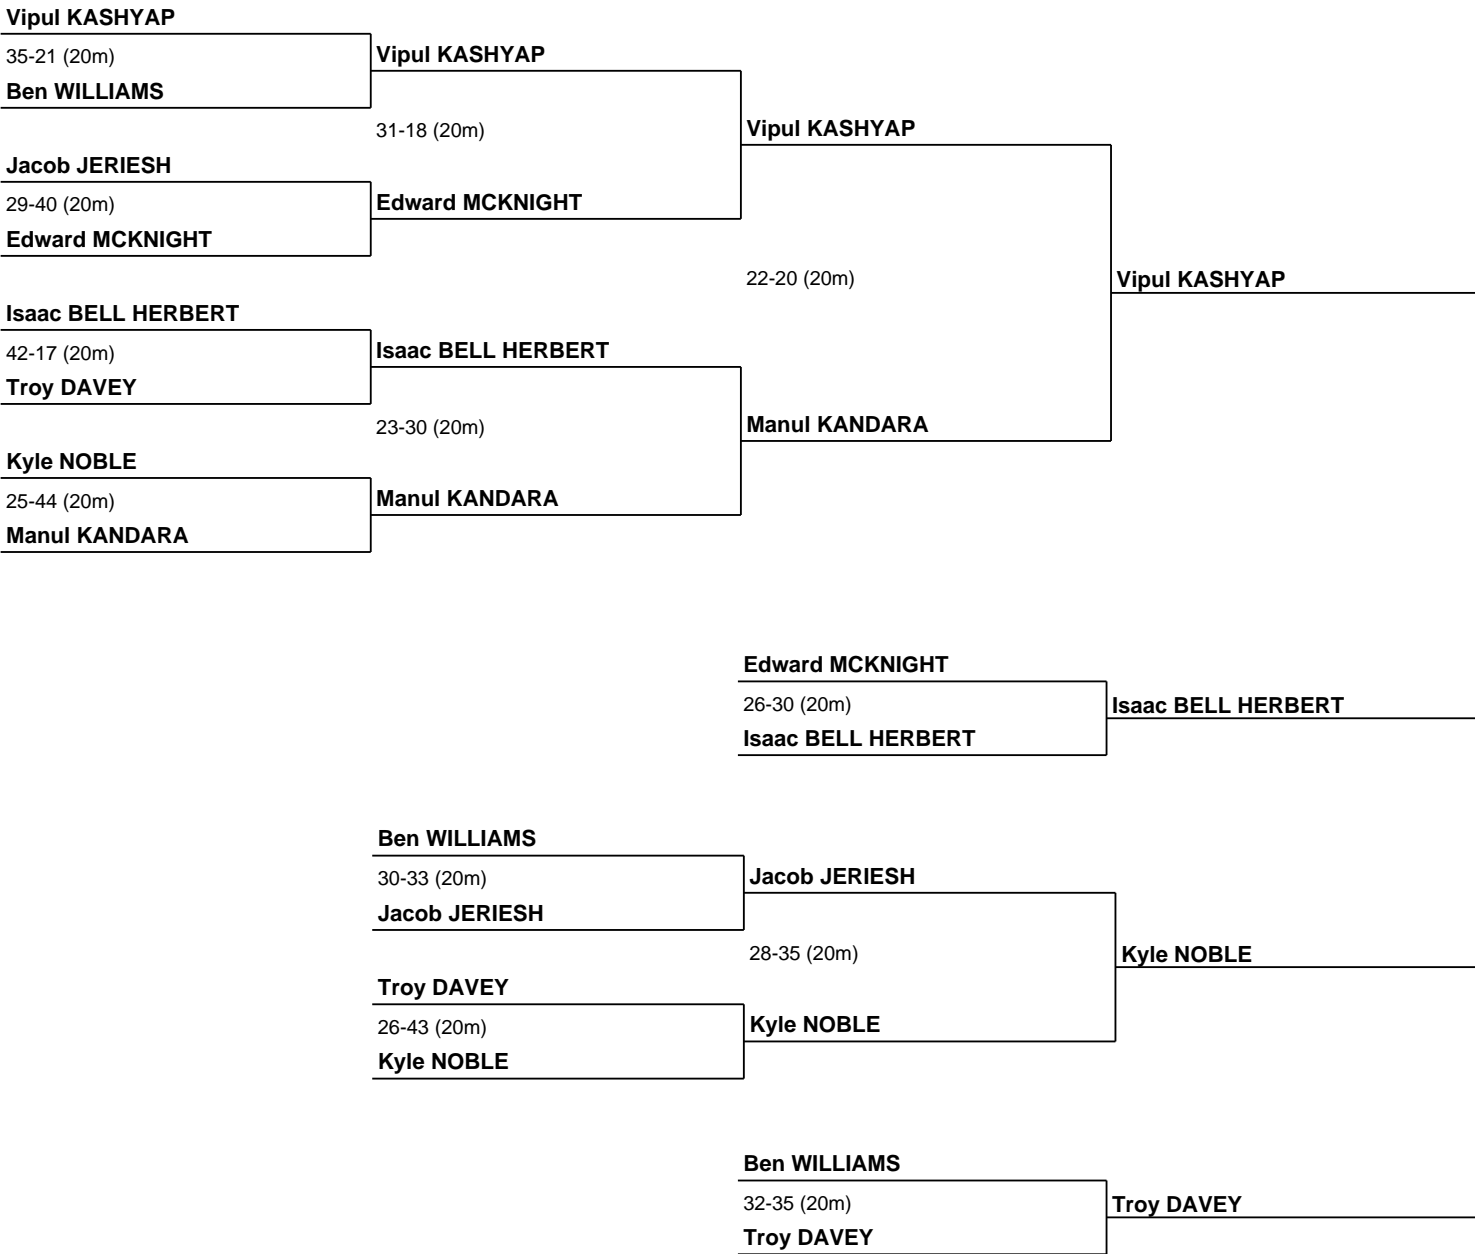 Vipul KASHYAP
35-21 (20m)
Vipul KASHYAP
Ben WILLIAMS
31-18 (20m)
Vipul KASHYAP
Jacob JERIESH
29-40 (20m)
Edward MCKNIGHT
Edward MCKNIGHT
22-20 (20m)
Vipul KASHYAP
Isaac BELL HERBERT
42-17 (20m)
Isaac BELL HERBERT
Troy DAVEY
23-30 (20m)
Manul KANDARA
Kyle NOBLE
25-44 (20m)
Manul KANDARA
Manul KANDARA
Edward MCKNIGHT
26-30 (20m)
Isaac BELL HERBERT
Isaac BELL HERBERT
Ben WILLIAMS
30-33 (20m)
Jacob JERIESH
Jacob JERIESH
28-35 (20m)
Kyle NOBLE
Troy DAVEY
26-43 (20m)
Kyle NOBLE
Kyle NOBLE
Ben WILLIAMS
32-35 (20m)
Troy DAVEY
Troy DAVEY